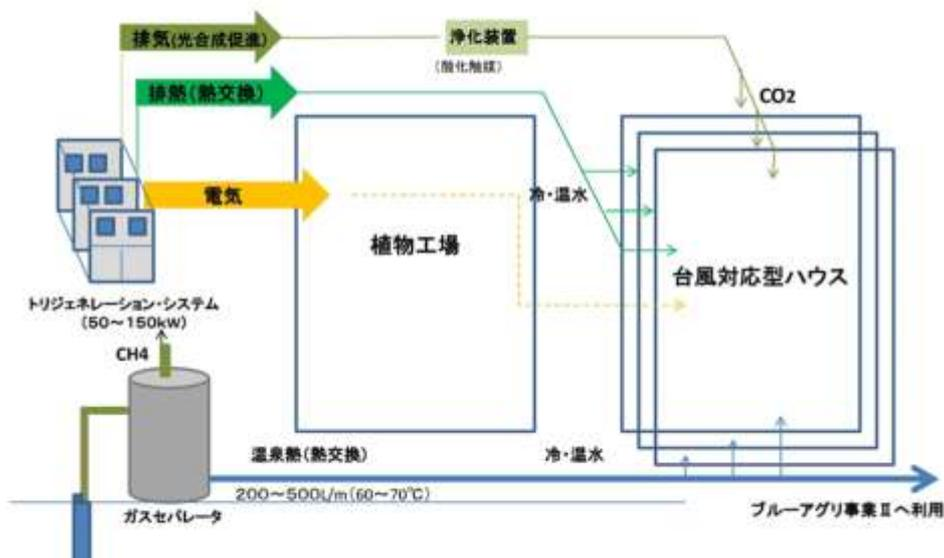 排気(光合成促進)
浄化装置
(酸化触媒)
排熱(熱交換)
CO2
電気
冷・温水
植物工場
台風対応型ハウス
トリジェネレーション・システム
(50～150kW)
CH4
温泉熱(熱交換)
冷・温水
200～500L/m(60～70℃)
ガスセパレータ
ブルーアグリ事業Ⅱへ利用